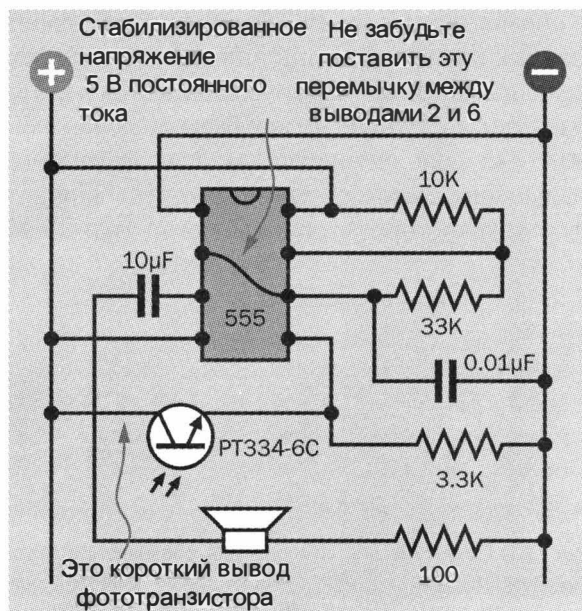 Стабилизированное
напряжение
5 В постоянного
тока
Не забудьте
поставить эту
перемычку между
выводами 2 и 6
+
−
10K
10µF
555
33K
0.01µF
PT334-6C
3.3K
100
Это короткий вывод
фототранзистора